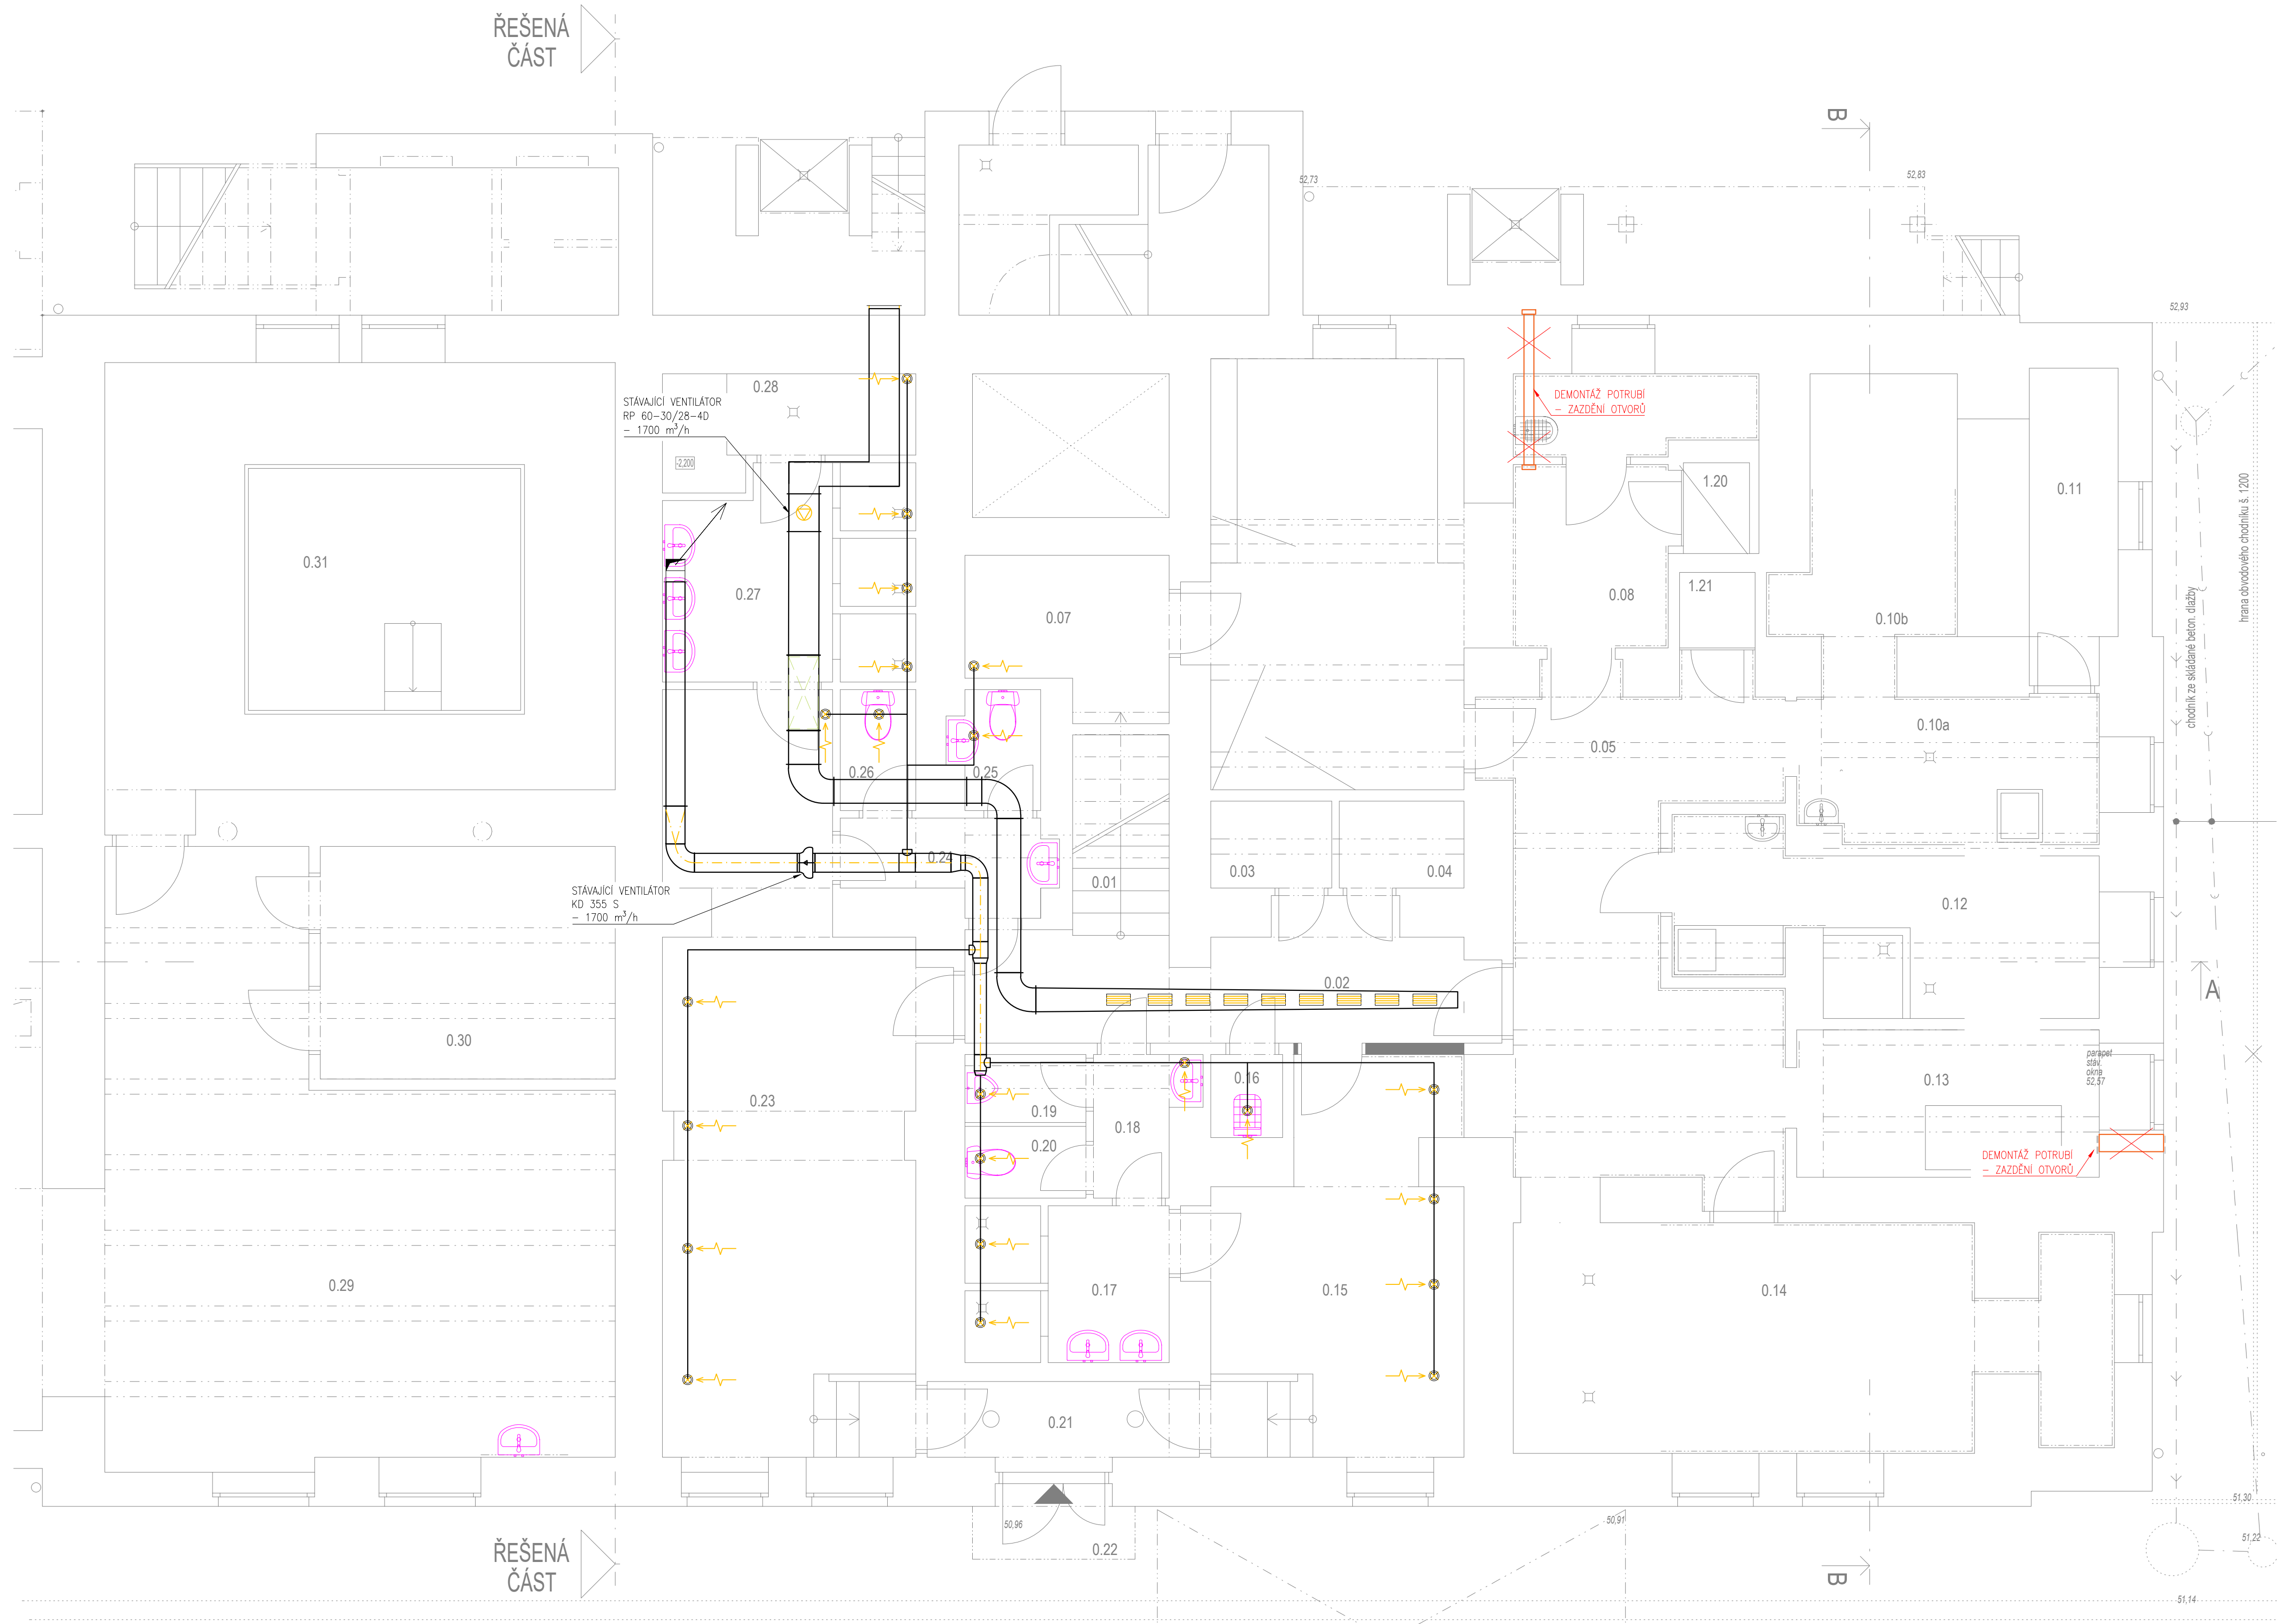 ŘEŠENÁ
ČÁST
B
52,73
52,83
52,93
0.28
STÁVAJÍCÍ VENTILÁTOR
RP 60-30/28-4D
- 1700 m³/h
DEMONTÁŽ POTRUBÍ
- ZAZDĚNÍ OTVORŮ
-2,200
1.20
0.11
hrana obvodového chodníku š. 1200
0.31
0.27
0.07
0.08
1.21
0.10b
chodník ze skládané beton. dlažby
0.10a
0.05
0.26
0.25
0.24
0.01
0.03
0.04
0.12
STÁVAJÍCÍ VENTILÁTOR
KD 355 S
- 1700 m³/h
0.02
A
0.30
0.23
0.19
0.18
0.16
0.20
0.13
parapet
stáv.
okna
52,57
DEMONTÁŽ POTRUBÍ
- ZAZDĚNÍ OTVORŮ
0.29
0.17
0.15
0.14
0.21
50,96
0.22
50,91
51,30
51,22
51,14
ŘEŠENÁ
ČÁST
B